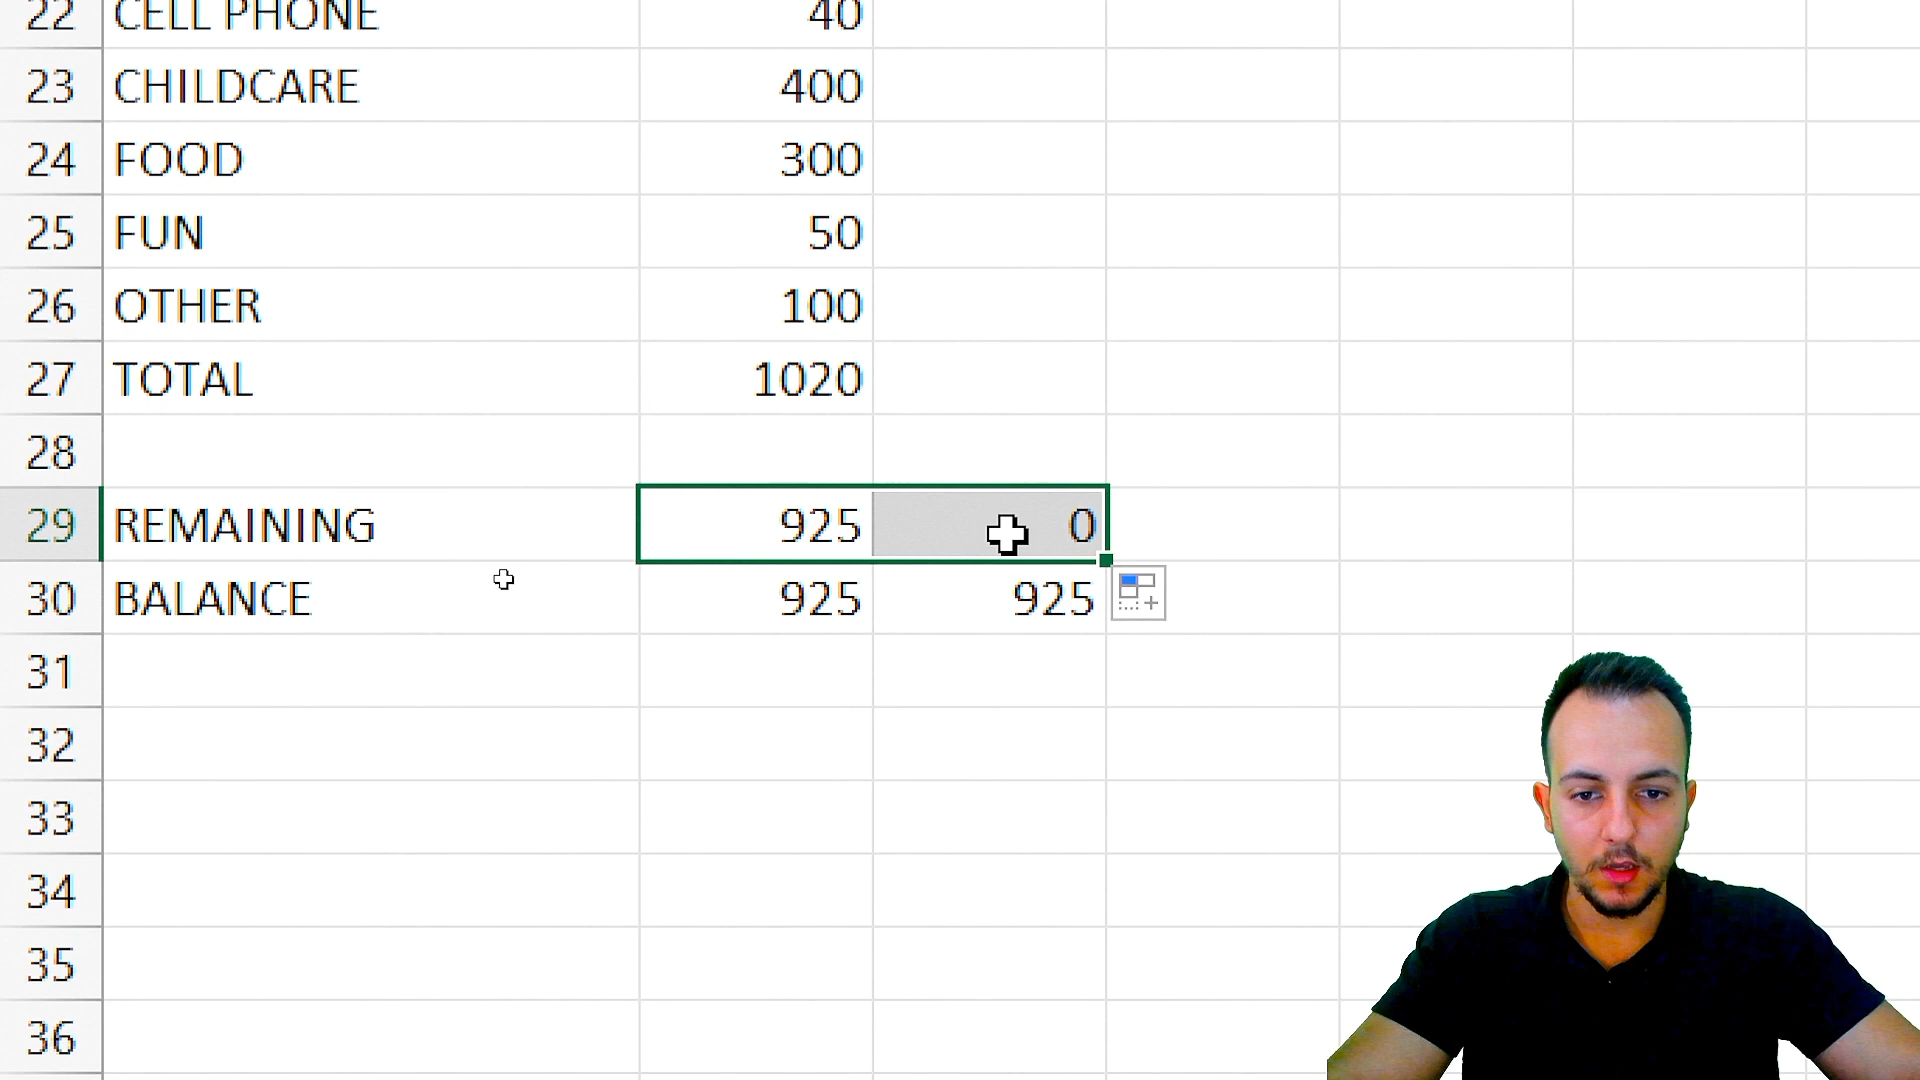 22 CELL PHONE 40
23 CHILDCARE 400
24 FOOD 300
25 FUN 50
26 OTHER 100
27 TOTAL 1020
28
29 REMAINING 925 0
30 BALANCE 925 925
31
32
33
34
35
36